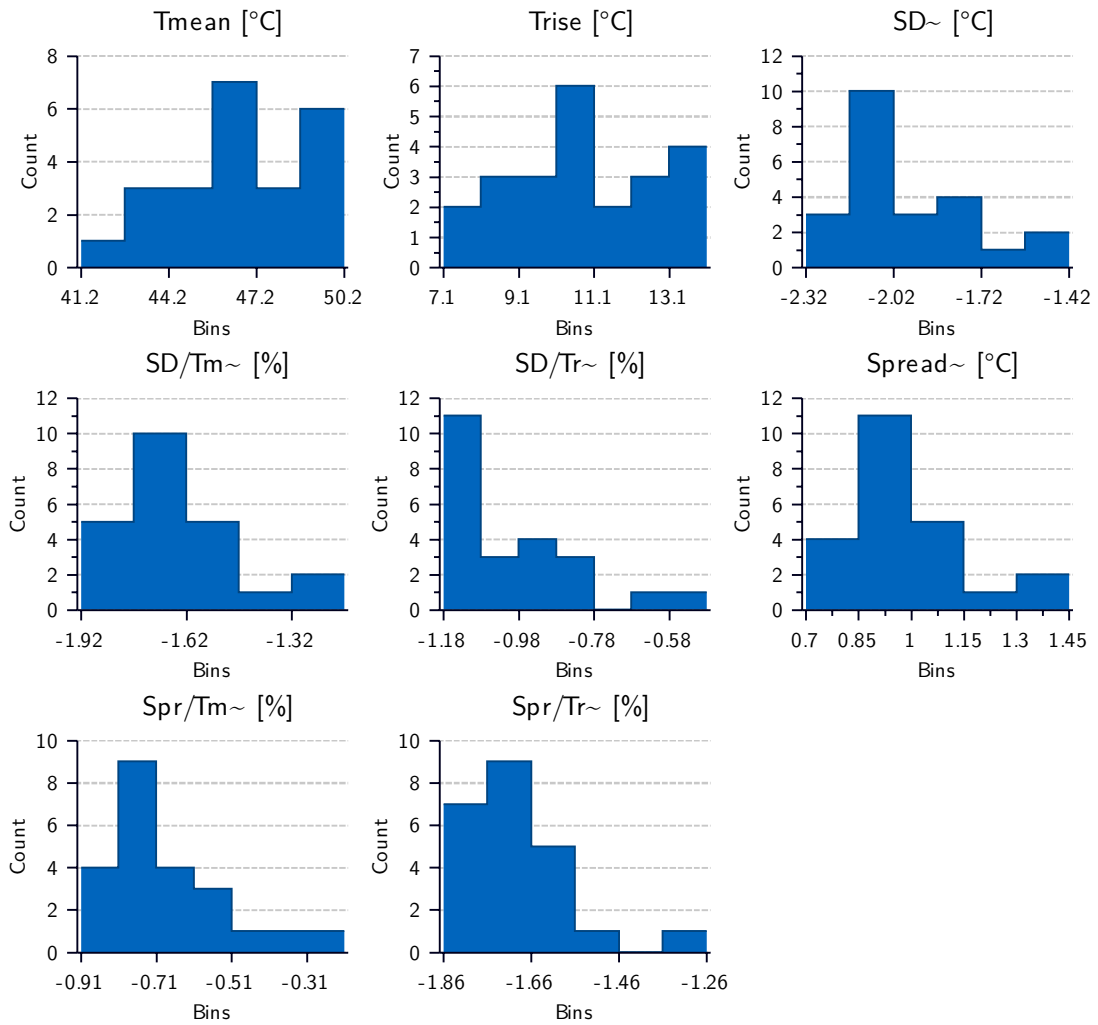 Tmean [°C]
8
6
4
2
0
Count
41.2 44.2 47.2 50.2
Bins
Trise [°C]
7
6
5
4
3
2
1
0
Count
7.1 9.1 11.1 13.1
Bins
SD~ [°C]
12
10
8
6
4
2
0
Count
-2.32 -2.02 -1.72 -1.42
Bins
SD/Tm~ [%]
12
10
8
6
4
2
0
Count
-1.92 -1.62 -1.32
Bins
SD/Tr~ [%]
12
10
8
6
4
2
0
Count
-1.18 -0.98 -0.78 -0.58
Bins
Spread~ [°C]
12
10
8
6
4
2
0
Count
0.7 0.85 1 1.15 1.3 1.45
Bins
Spr/Tm~ [%]
10
8
6
4
2
0
Count
-0.91 -0.71 -0.51 -0.31
Bins
Spr/Tr~ [%]
10
8
6
4
2
0
Count
-1.86 -1.66 -1.46 -1.26
Bins